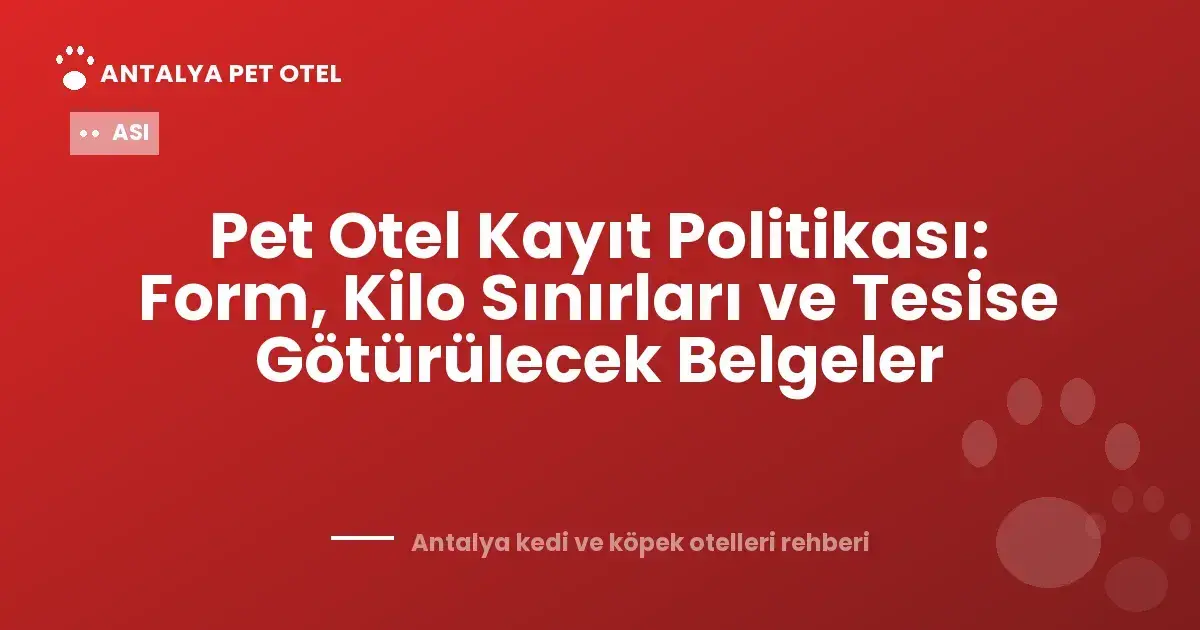 ANTALYA PET OTEL
ASI
Pet Otel Kayıt Politikası:
Form, Kilo Sınırları ve Tesise
Götürülecek Belgeler
Antalya kedi ve köpek otelleri rehberi